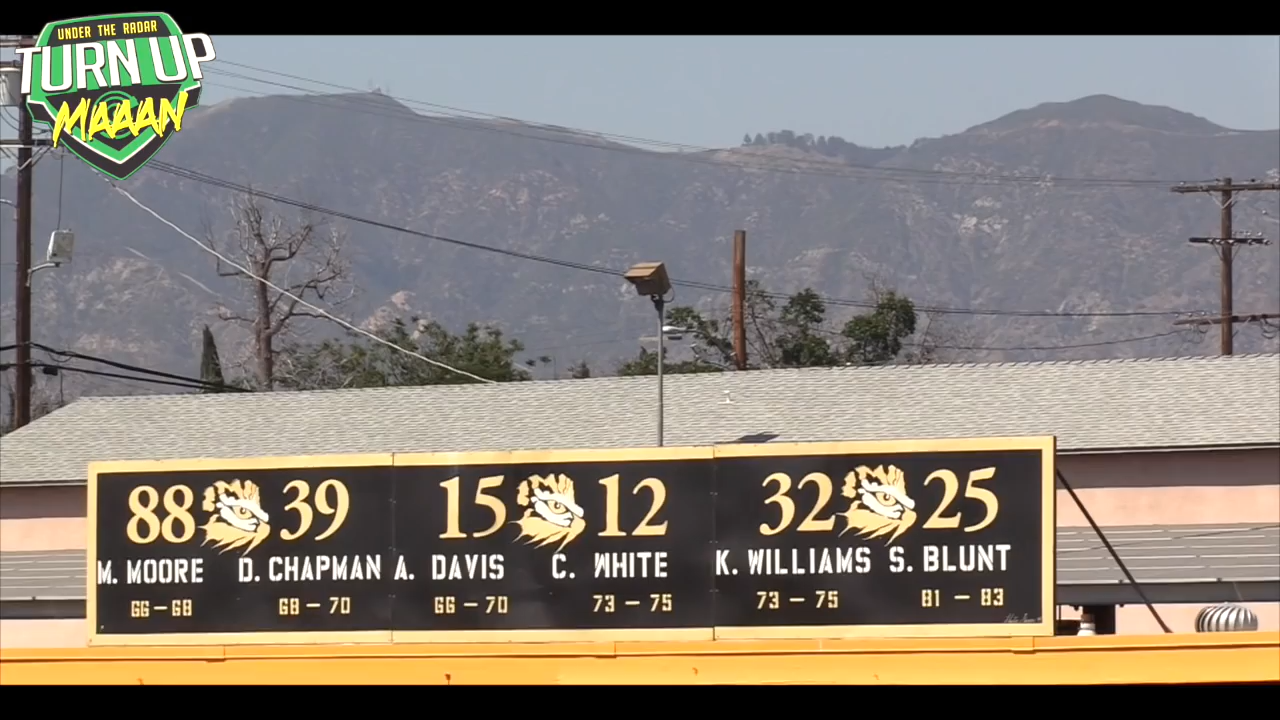 UNDER THE RADAR
TURN UP
MAAAN
88 39 15 12 32 25
M. MOORE D. CHAPMAN A. DAVIS C. WHITE K. WILLIAMS S. BLUNT
66-68 68-70 66-70 73-75 73-75 81-83